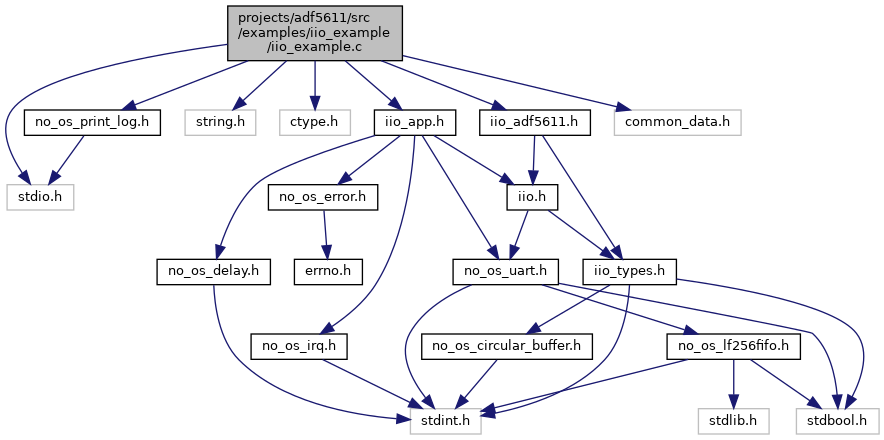 projects/adf5611/src
/examples/iio_example
/iio_example.c
no_os_print_log.h
string.h
ctype.h
iio_app.h
iio_adf5611.h
common_data.h
stdio.h
no_os_error.h
iio.h
no_os_delay.h
errno.h
no_os_uart.h
iio_types.h
no_os_irq.h
no_os_circular_buffer.h
no_os_lf256fifo.h
stdint.h
stdlib.h
stdbool.h